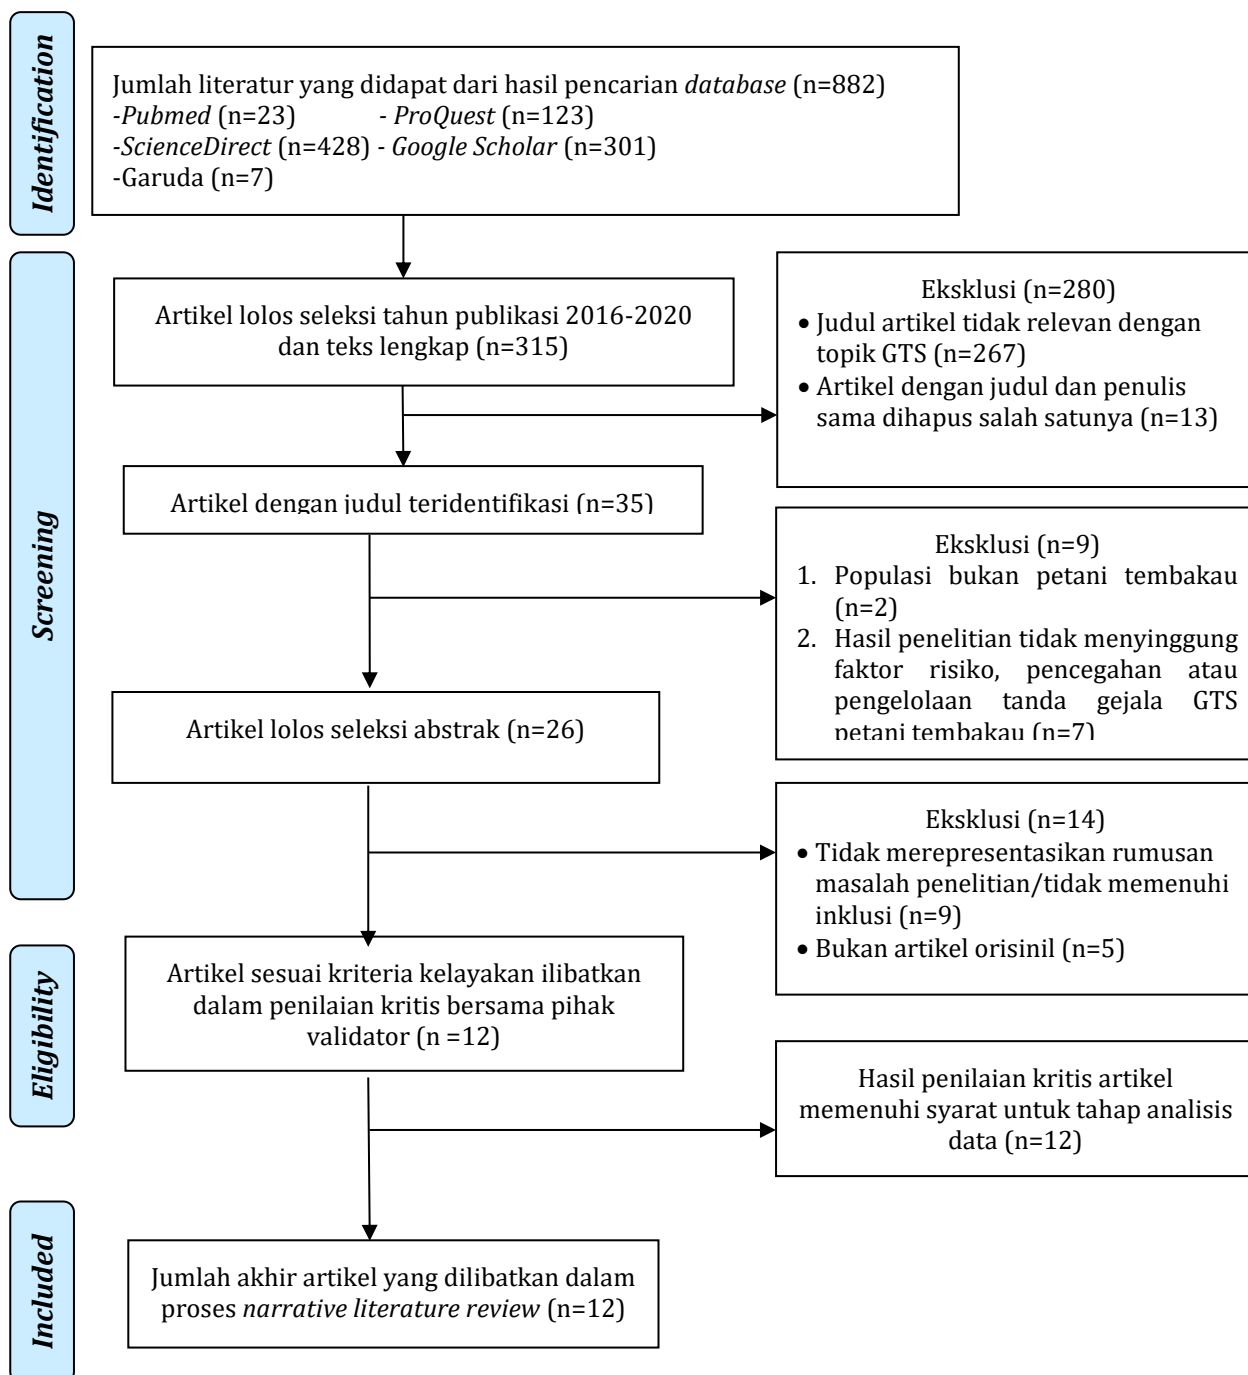 Identification
Jumlah literatur yang didapat dari hasil pencarian database (n=882)
-Pubmed (n=23) - ProQuest (n=123)
-ScienceDirect (n=428) - Google Scholar (n=301)
-Garuda (n=7)
Screening
Artikel lolos seleksi tahun publikasi 2016-2020
dan teks lengkap (n=315)
Eksklusi (n=280)
• Judul artikel tidak relevan dengan
topik GTS (n=267)
• Artikel dengan judul dan penulis
sama dihapus salah satunya (n=13)
Artikel dengan judul teridentifikasi (n=35)
Eksklusi (n=9)
1. Populasi bukan petani tembakau
(n=2)
2. Hasil penelitian tidak menyinggung
faktor risiko, pencegahan atau
pengelolaan tanda gejala GTS
petani tembakau (n=7)
Artikel lolos seleksi abstrak (n=26)
Eksklusi (n=14)
• Tidak merepresentasikan rumusan
masalah penelitian/tidak memenuhi
inklusi (n=9)
• Bukan artikel orisinil (n=5)
Eligibility
Artikel sesuai kriteria kelayakan ilibatkan
dalam penilaian kritis bersama pihak
validator (n =12)
Hasil penilaian kritis artikel
memenuhi syarat untuk tahap analisis
data (n=12)
Included
Jumlah akhir artikel yang dilibatkan dalam
proses narrative literature review (n=12)